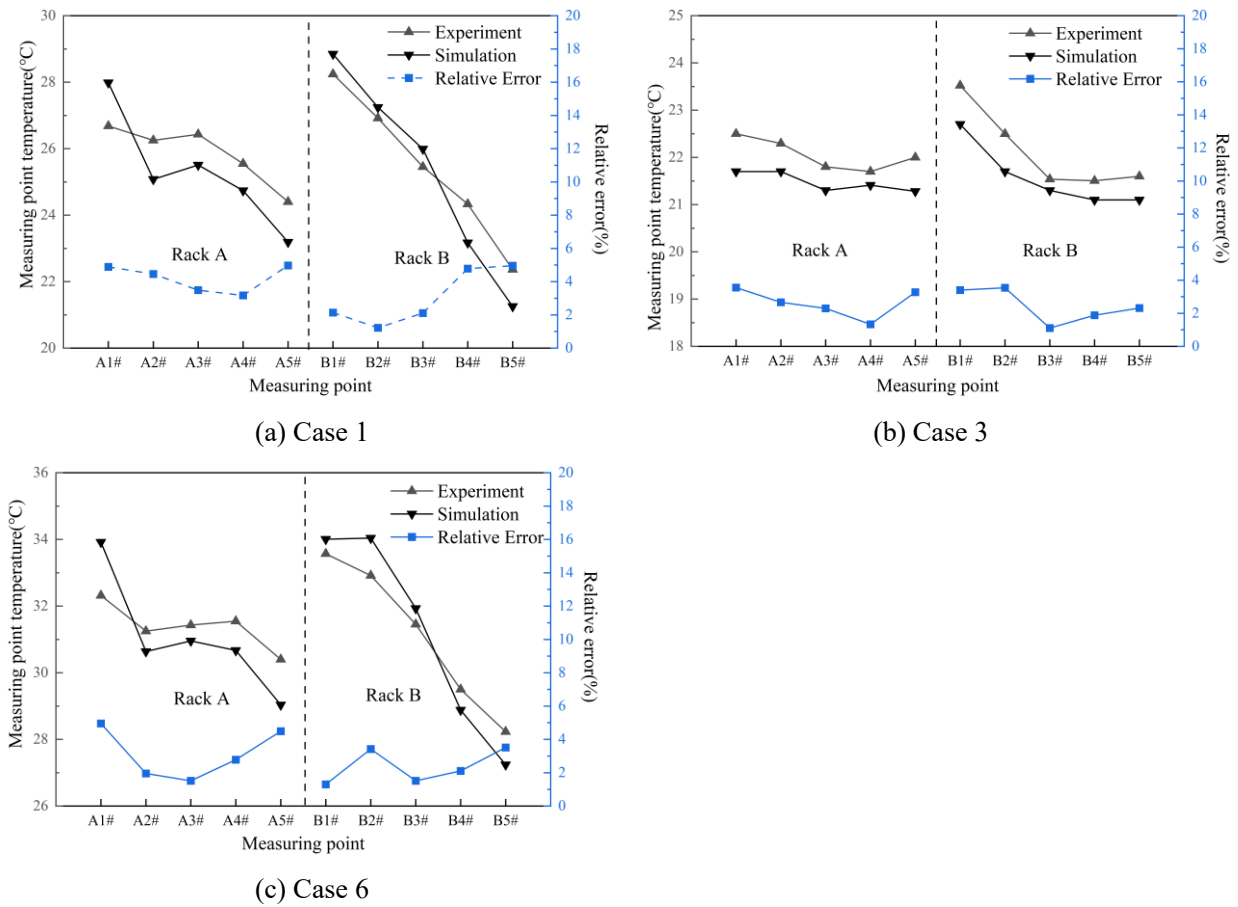 30
28
26
24
22
20
Measuring point temperature(℃)
Experiment
Simulation
Relative Error
Rack A
Rack B
20
18
16
14
12
10
8
6
4
2
0
Relative error(%)
A1# A2# A3# A4# A5# B1# B2# B3# B4# B5#
Measuring point
(a) Case 1
25
24
23
22
21
20
19
18
Measuring point temperature(℃)
Experiment
Simulation
Relative Error
Rack A
Rack B
20
18
16
14
12
10
8
6
4
2
0
Relative error(%)
A1# A2# A3# A4# A5# B1# B2# B3# B4# B5#
Measuring point
(b) Case 3
36
34
32
30
28
26
Measuring point temperature(℃)
Experiment
Simulation
Relative Error
Rack A
Rack B
20
18
16
14
12
10
8
6
4
2
0
Relative error(%)
A1# A2# A3# A4# A5# B1# B2# B3# B4# B5#
Measuring point
(c) Case 6